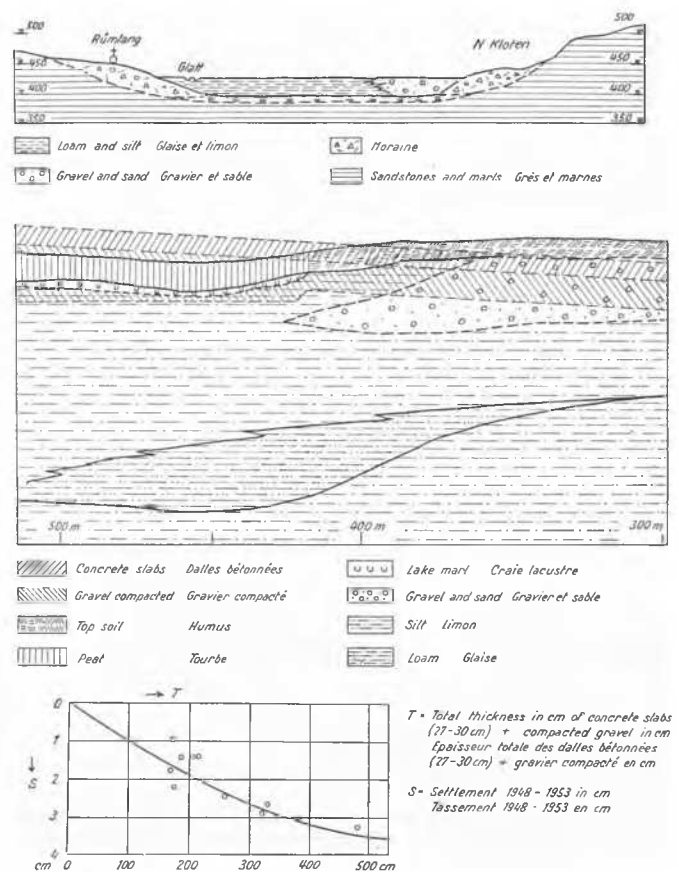 500
Rümlang
450
400
350
Glatt
N Kloten
500
450
400
350
Loam and silt Glaise et limon
Moraine
Gravel and sand Gravier et sable
Sandstones and marls Grés et marnes
500 m
400 m
300 m
Concrete slabs Dalles bétonnées
Lake marl Craie lacustre
Gravel compacted Gravier compacté
Gravel and sand Gravier et sable
Top soil Humus
Silt limon
Peat Tourbe
Loam Glaise
→ T
0
1
2
3
4
↓
S
cm 0 100 200 300 400 500 cm
T = Total thickness in cm of concrete slabs
(27-30 cm) + compacted gravel in cm
Epaisseur totale des dalles bétonnées
(27-30 cm) + gravier compacté en cm
S = Settlement 1948 - 1953 in cm
Tassement 1948 - 1953 en cm